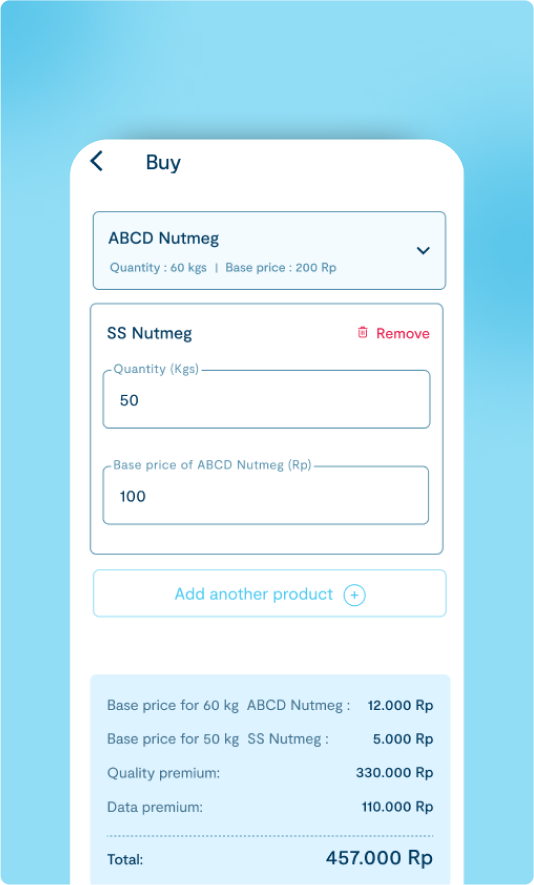 Buy
ABCD Nutmeg
Quantity : 60 kgs | Base price : 200 Rp
SS Nutmeg Remove
Quantity (Kgs)
50
Base price of ABCD Nutmeg (Rp)
100
Add another product
Base price for 60 kg ABCD Nutmeg : 12.000 Rp
Base price for 50 kg SS Nutmeg : 5.000 Rp
Quality premium: 330.000 Rp
Data premium: 110.000 Rp
Total: 457.000 Rp